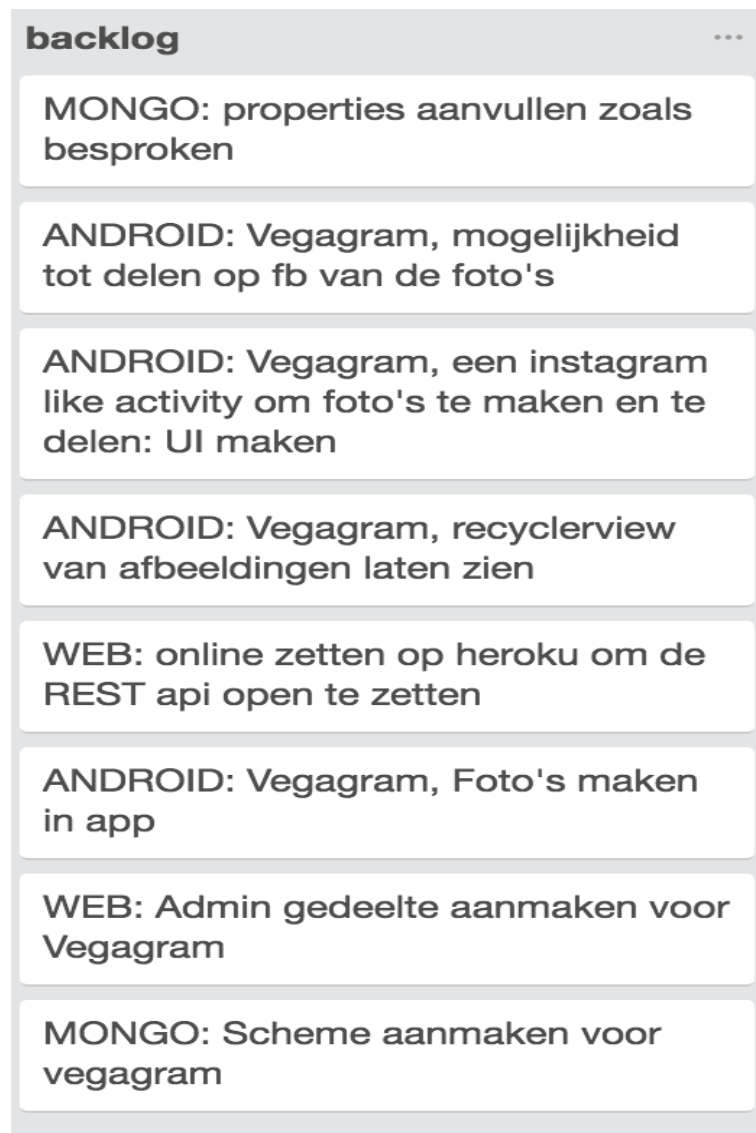 backlog
MONGO: properties aanvullen zoals
besproken
ANDROID: Vegagram, mogelijkheid
tot delen op fb van de foto's
ANDROID: Vegagram, een instagram
like activity om foto's te maken en te
delen: UI maken
ANDROID: Vegagram, recyclerview
van afbeeldingen laten zien
WEB: online zetten op heroku om de
REST api open te zetten
ANDROID: Vegagram, Foto's maken
in app
WEB: Admin gedeelte aanmaken voor
Vegagram
MONGO: Scheme aanmaken voor
vegagram